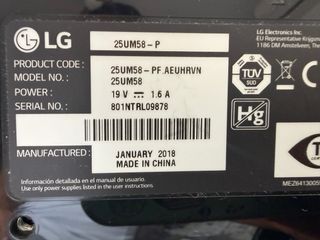 LG
25UM58-P
PRODUCT CODE: 25UM58-PF.AEUHRVN
MODEL NO.: 25UM58
POWER: 19 V ⎓ 1.6 A
SERIAL NO.: 801NTRL09878
JANUARY 2018
MADE IN CHINA
Información detallada en el manual de usuario.
Use only power supplies listed in the user instructions.
LG Electronics Inc.
EU Representative
1186 DM Amstelveen, The
TÜV
SUD
Hg